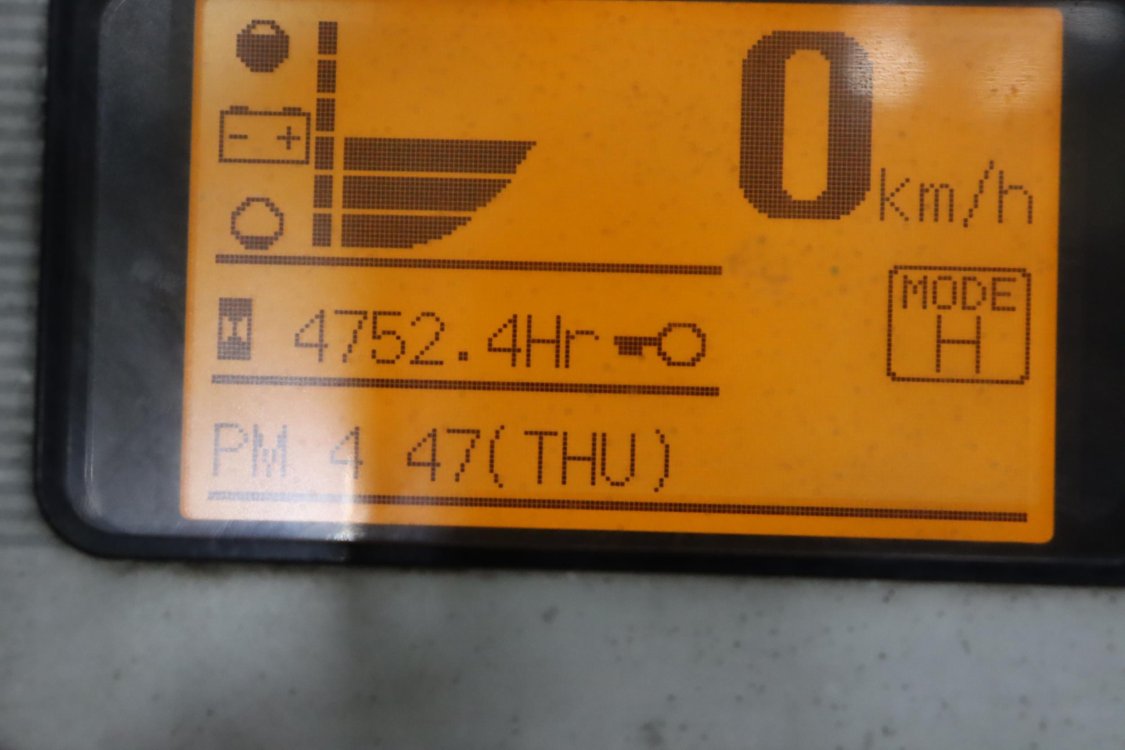 0 km/h
MODE
H
4752.4Hr
PM 4 47(THU)